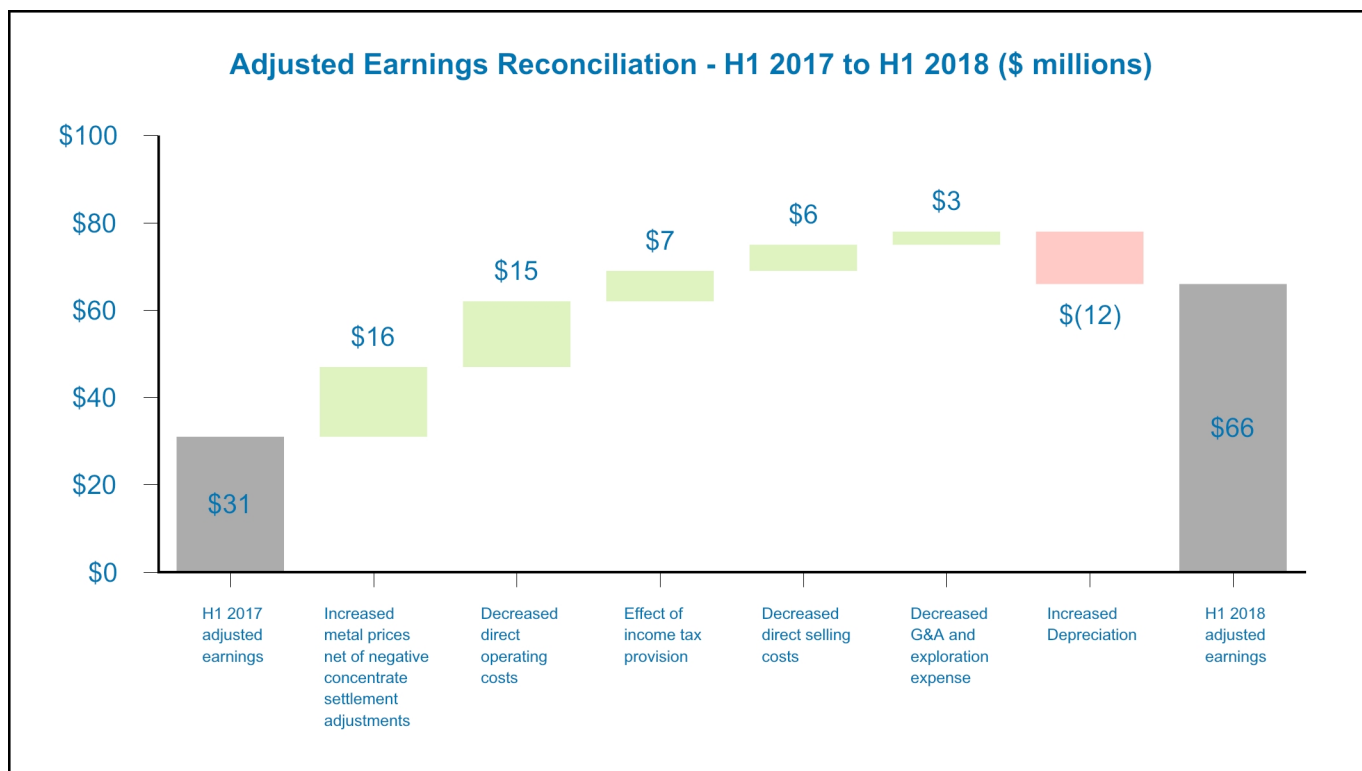 Adjusted Earnings Reconciliation - H1 2017 to H1 2018 ($ millions)
$100
$80
$60
$40
$20
$0
$31
$16
$15
$7
$6
$3
$(12)
$66
H1 2017
adjusted
earnings
Increased
metal prices
net of negative
concentrate
settlement
adjustments
Decreased
direct
operating
costs
Effect of
income tax
provision
Decreased
direct selling
costs
Decreased
G&A and
exploration
expense
Increased
Depreciation
H1 2018
adjusted
earnings